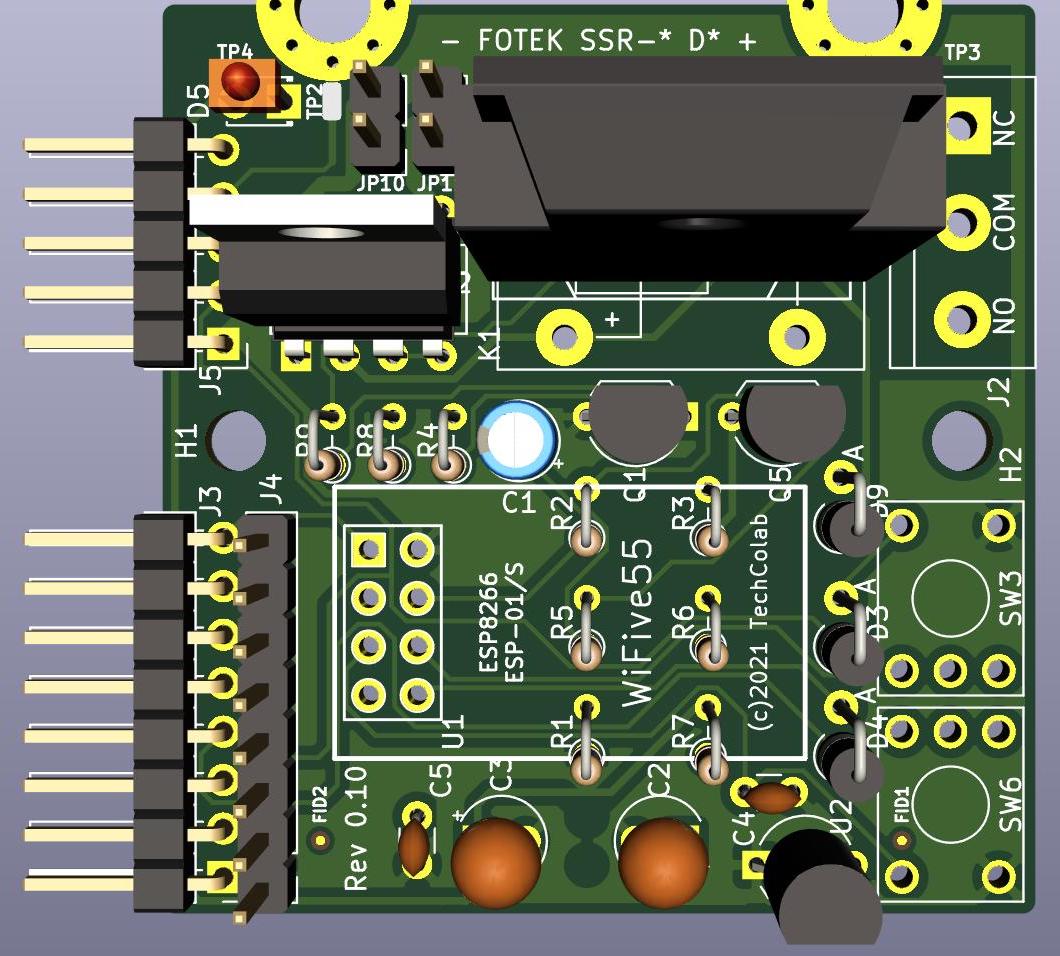 - FOTEK SSR-* D* +
TP4
TP3
D5
TP2
NC
JP10
JP1
COM
+
NO
K1
J5
J2
H1
H2
R9
R8
R4
+
C1
Q1
Q5
A
D9
J3
J4
R2
R3
ESP8266
ESP-01/S
WiFive55
(c)2021 TechColab
R5
R6
A
D3
SW3
U1
R1
R7
A
D4
FID2
Rev 0.10
C5
C3
+
C2
C4
U2
FID1
SW6